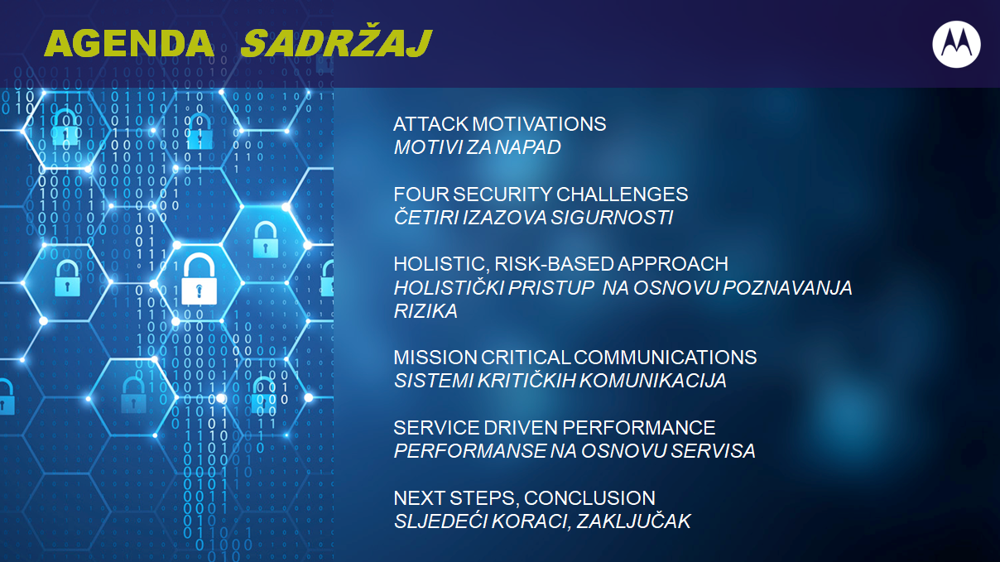 AGENDA SADRŽAJ
ATTACK MOTIVATIONS
MOTIVI ZA NAPAD
FOUR SECURITY CHALLENGES
ČETIRI IZAZOVA SIGURNOSTI
HOLISTIC, RISK-BASED APPROACH
HOLISTIČKI PRISTUP NA OSNOVU POZNAVANJA
RIZIKA
MISSION CRITICAL COMMUNICATIONS
SISTEMI KRITIČKIH KOMUNIKACIJA
SERVICE DRIVEN PERFORMANCE
PERFORMANSE NA OSNOVU SERVISA
NEXT STEPS, CONCLUSION
SLJEDEĆI KORACI, ZAKLJUČAK